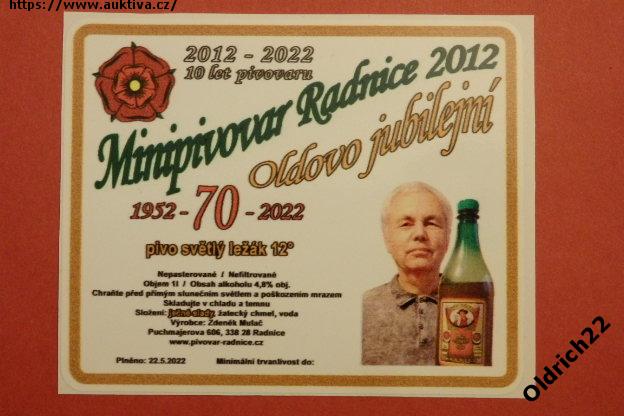 https://www.auktiva.cz/
2012 - 2022
10 let pivovaru
Minipivovar Radnice 2012
Oldovo jubilejní
1952 - 70 - 2022
pivo světlý ležák 12°
Nepasterované / Nefiltrované
Objem 1l / Obsah alkoholu 4,8% obj.
Chraňte před přímým slunečním světlem a poškozením mrazem
Skladujte v chladu a temnu
Složení: ječné slady, žatecký chmel, voda
Výrobce: Zdeněk Mulač
Puchmajerova 606, 338 28 Radnice
www.pivovar-radnice.cz
Plněno: 22.5.2022 Minimální trvanlivost do:
Oldrich22